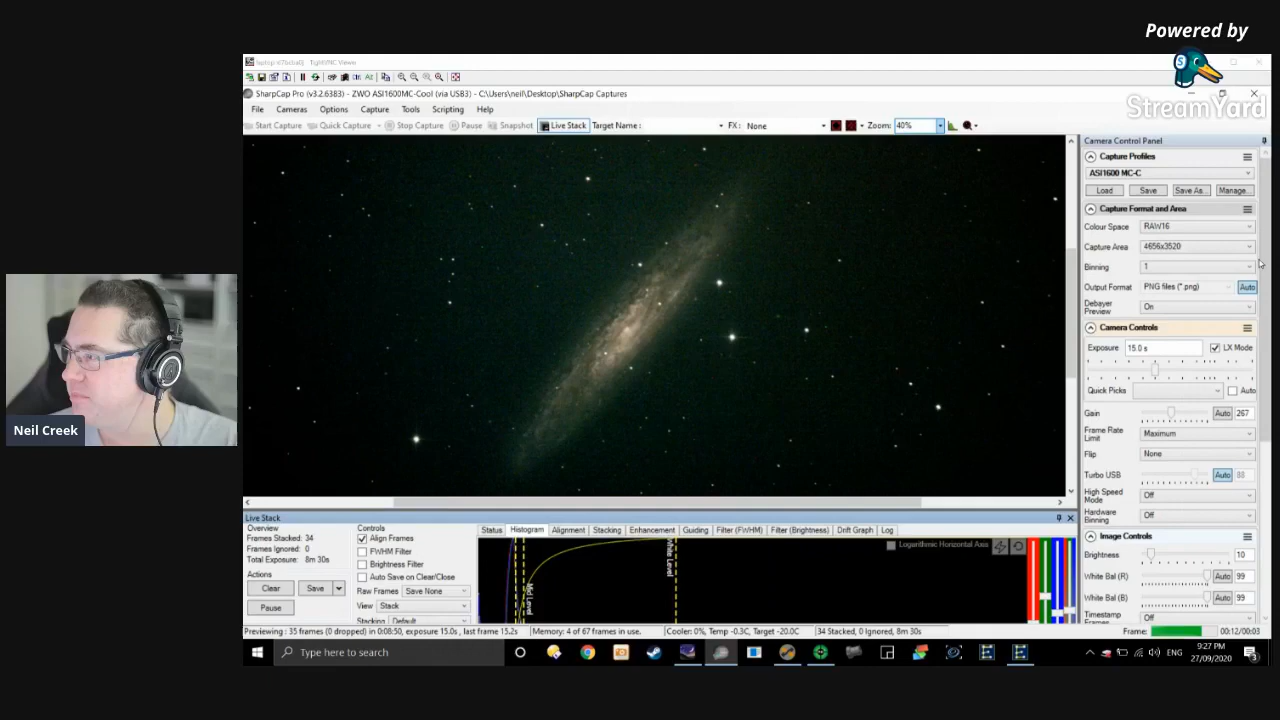 Powered by
StreamYard
Neil Creek
TightVNC Viewer
SharpCap Pro (v3.2.6383) - ZWO ASI1600MC-Cool (via USB3) - C:\Users\neil\Desktop\SharpCap Captures
File Cameras Options Capture Tools Scripting Help
Start Capture Quick Capture Stop Capture Pause Snapshot Live Stack Target Name : FX: None Zoom: 40%
Camera Control Panel
Capture Profiles
ASI1600 MC-C
Load Save Save As... Manage...
Capture Format and Area
Colour Space RAW16
Capture Area 4656x3520
Binning 1
Output Format PNG files (*.png) Auto
Debayer Preview On
Camera Controls
Exposure 15.0 s LX Mode
Quick Picks Auto
Gain Auto 267
Frame Rate Limit Maximum
Flip None
Turbo USB Auto 88
High Speed Mode Off
Hardware Binning Off
Image Controls
Brightness 10
White Bal (R) Auto 99
White Bal (B) Auto 99
Timestamp Frames Off
Live Stack
Overview
Frames Stacked: 34
Frames Ignored: 0
Total Exposure: 8m 30s
Actions
Clear Save
Pause
Controls
Align Frames
FWHM Filter
Brightness Filter
Auto Save on Clear/Close
Raw Frames Save None
View Stack
Stacking Default
Status Histogram Alignment Stacking Enhancement Guiding Filter (FWHM) Filter (Brightness) Drift Graph Log
Logarithmic Horizontal Axis
Mid Level
White Level
Previewing : 35 frames (0 dropped) in 0:08:50, exposure 15.0s , last frame 15.2s Memory: 4 of 67 frames in use. Cooler: 0%, Temp -0.3C, Target -20.0C 34 Stacked, 0 Ignored, 8m 30s Frame: 00:12/00:03
Type here to search
ENG
9:27 PM
27/09/2020
3